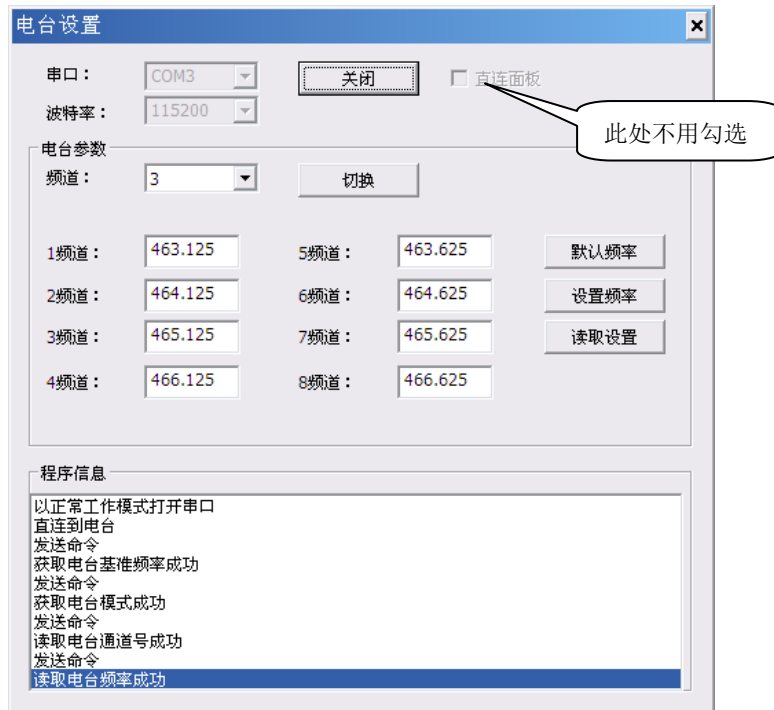 电台设置
串口： COM3 关闭 直连面板
波特率： 115200
此处不用勾选
电台参数
频道： 3 切换
1频道： 463.125 5频道： 463.625 默认频率
2频道： 464.125 6频道： 464.625 设置频率
3频道： 465.125 7频道： 465.625 读取设置
4频道： 466.125 8频道： 466.625
程序信息
以正常工作模式打开串口
直连到电台
发送命令
获取电台基准频率成功
发送命令
获取电台模式成功
发送命令
读取电台通道号成功
发送命令
读取电台频率成功